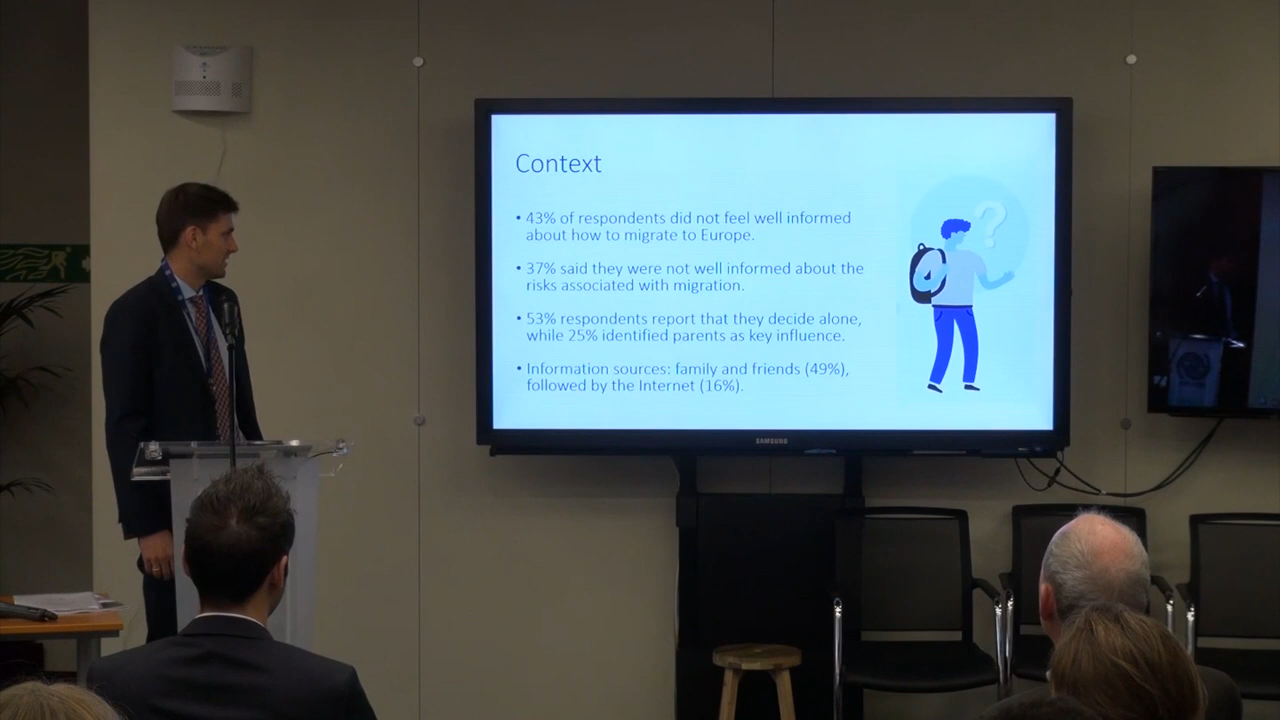 Context
• 43% of respondents did not feel well informed
about how to migrate to Europe.
• 37% said they were not well informed about the
risks associated with migration.
• 53% respondents report that they decide alone,
while 25% identified parents as key influence.
• Information sources: family and friends (49%),
followed by the Internet (16%).
?
SAMSUNG